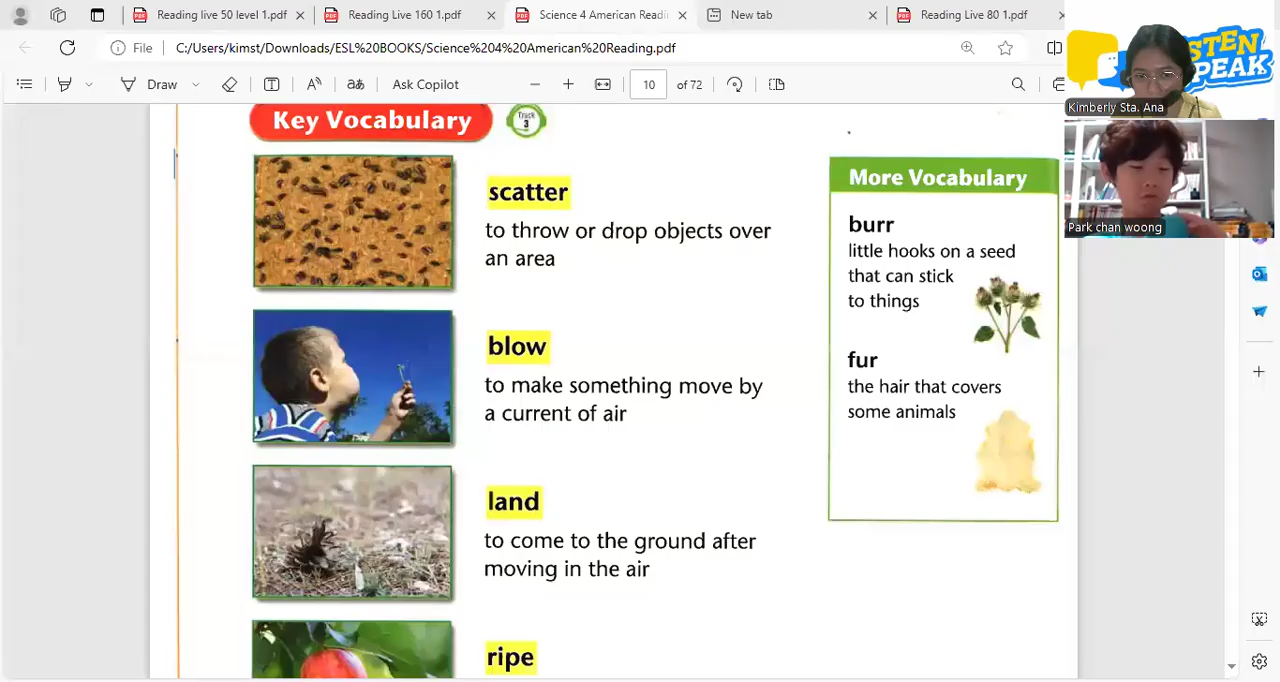 Reading live 50 level 1.pdf
Reading Live 160 1.pdf
Science 4 American Readi
New tab
Reading Live 80 1.pdf
File
C:/Users/kimst/Downloads/ESL%20BOOKS/Science%204%20American%20Reading.pdf
Draw
Ask Copilot
10 of 72
STEN
PEAK
Kimberly Sta. Ana
Park chan woong
Key Vocabulary
Track
3
scatter
to throw or drop objects over
an area
blow
to make something move by
a current of air
land
to come to the ground after
moving in the air
ripe
More Vocabulary
burr
little hooks on a seed
that can stick
to things
fur
the hair that covers
some animals